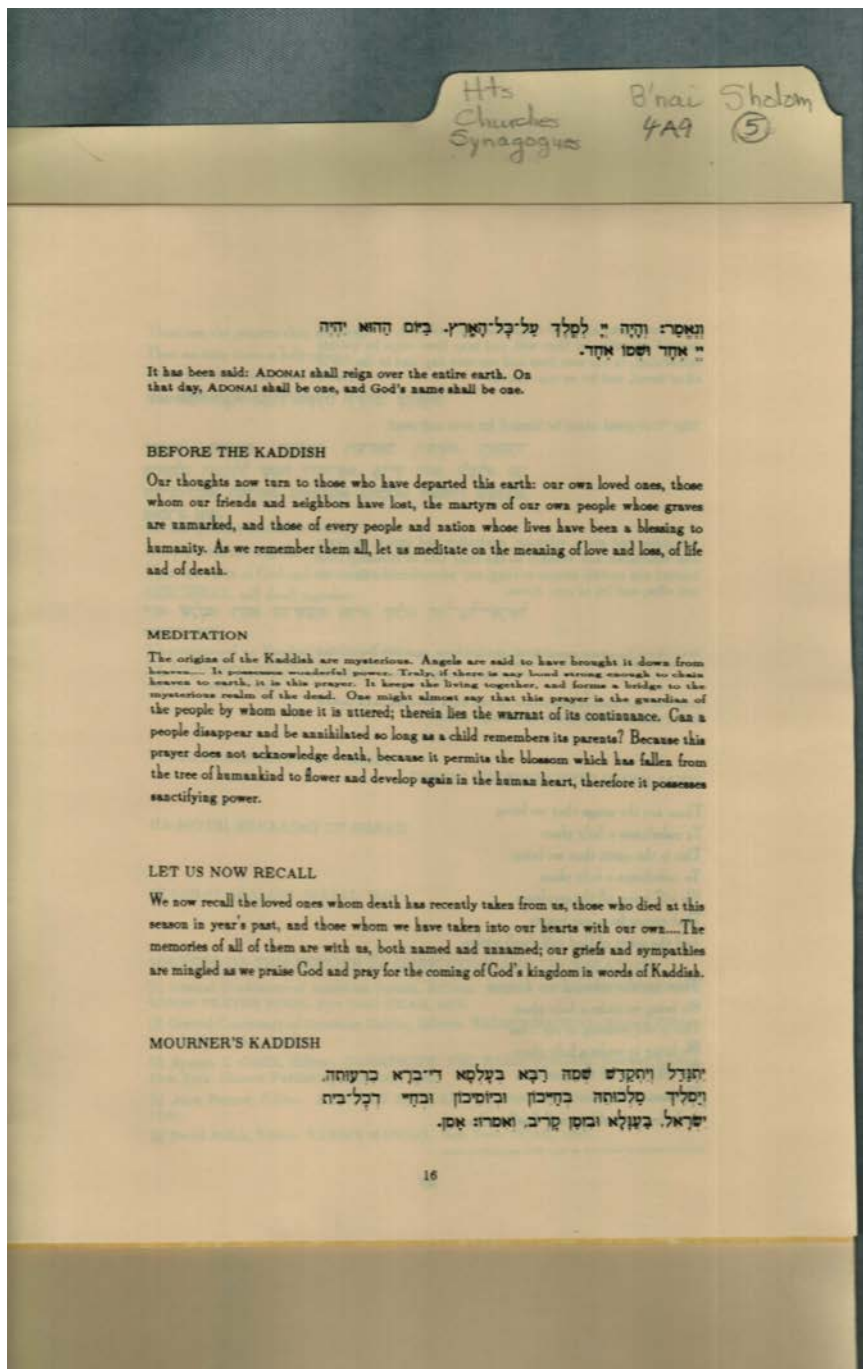 Hts B'nai Sholom
Churches 4A9 5
Synagogues
וְנֶאֱמַר: וְהָיָה יְיָ לְמֶֽלֶךְ עַל־כׇּל־הָאָֽרֶץ. בַּיּוֹם הַהוּא יִהְיֶה
יְיָ אֶחָד וּשְׁמוֹ אֶחָד.
It has been said: ADONAI shall reign over the entire earth. On
that day, ADONAI shall be one, and God's name shall be one.
BEFORE THE KADDISH
Our thoughts now turn to those who have departed this earth: our own loved ones, those
whom our friends and neighbors have lost, the martyrs of our own people whose graves
are unmarked, and those of every people and nation whose lives have been a blessing to
humanity. As we remember them all, let us meditate on the meaning of love and loss, of life
and of death.
MEDITATION
The origins of the Kaddish are mysterious. Angels are said to have brought it down from
heaven.... It possesses wonderful power. Truly, if there is any bond strong enough to chain
heaven to earth, it is this prayer. It keeps the living together, and forms a bridge to the
mysterious realm of the dead. One might almost say that this prayer is the guardian of
the people by whom alone it is uttered; therein lies the warrant of its continuance. Can a
people disappear and be annihilated so long as a child remembers its parents? Because this
prayer does not acknowledge death, because it permits the blossom which has fallen from
the tree of humankind to flower and develop again in the human heart, therefore it possesses
sanctifying power.
LET US NOW RECALL
We now recall the loved ones whom death has recently taken from us, those who died at this
season in year's past, and those whom we have taken into our hearts with our own....The
memories of all of them are with us, both named and unnamed; our griefs and sympathies
are mingled as we praise God and pray for the coming of God's kingdom in words of Kaddish.
MOURNER'S KADDISH
יִתְגַּדַּל וְיִתְקַדַּשׁ שְׁמֵהּ רַבָּא בְּעָלְמָא דִּי־בְרָא כִרְעוּתֵהּ,
וְיַמְלִיךְ מַלְכוּתֵהּ בְּחַיֵּיכוֹן וּבְיוֹמֵיכוֹן וּבְחַיֵּי דְכׇל־בֵּית
יִשְׂרָאֵל, בַּעֲגָלָא וּבִזְמַן קָרִיב, וְאִמְרוּ: אָמֵן.
16